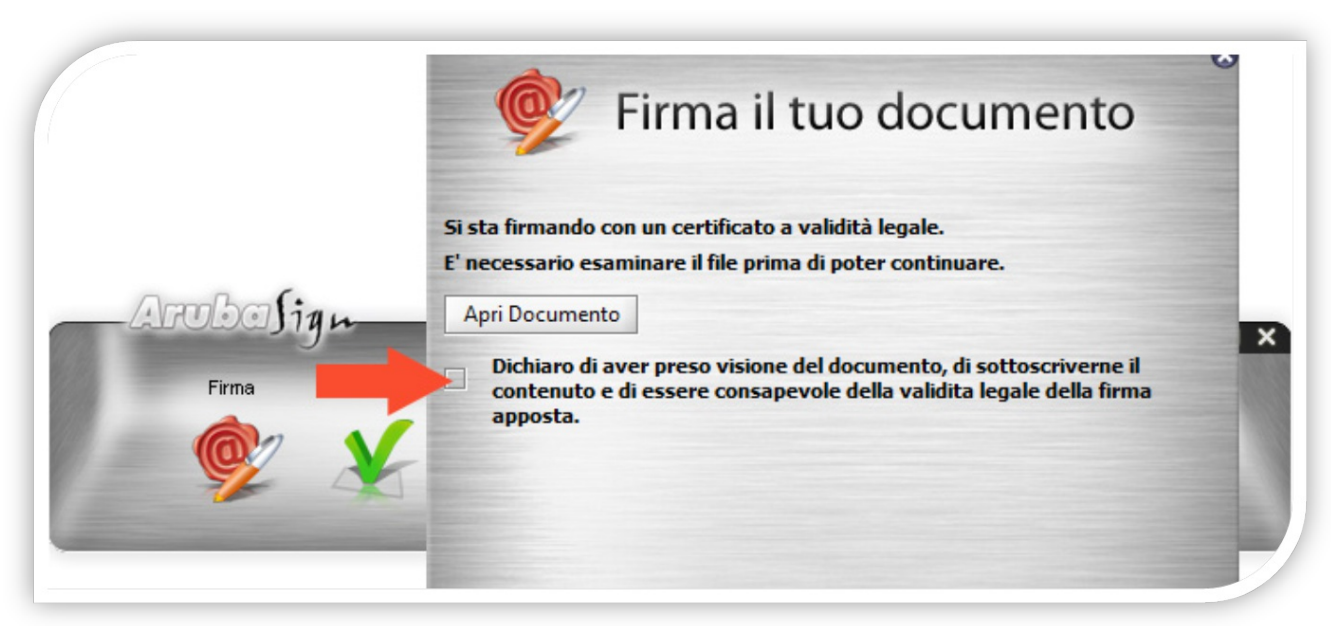 Firma il tuo documento
Si sta firmando con un certificato a validità legale.
E' necessario esaminare il file prima di poter continuare.
Apri Documento
Dichiaro di aver preso visione del documento, di sottoscriverne il
contenuto e di essere consapevole della validita legale della firma
apposta.
ArubaSign
Firma